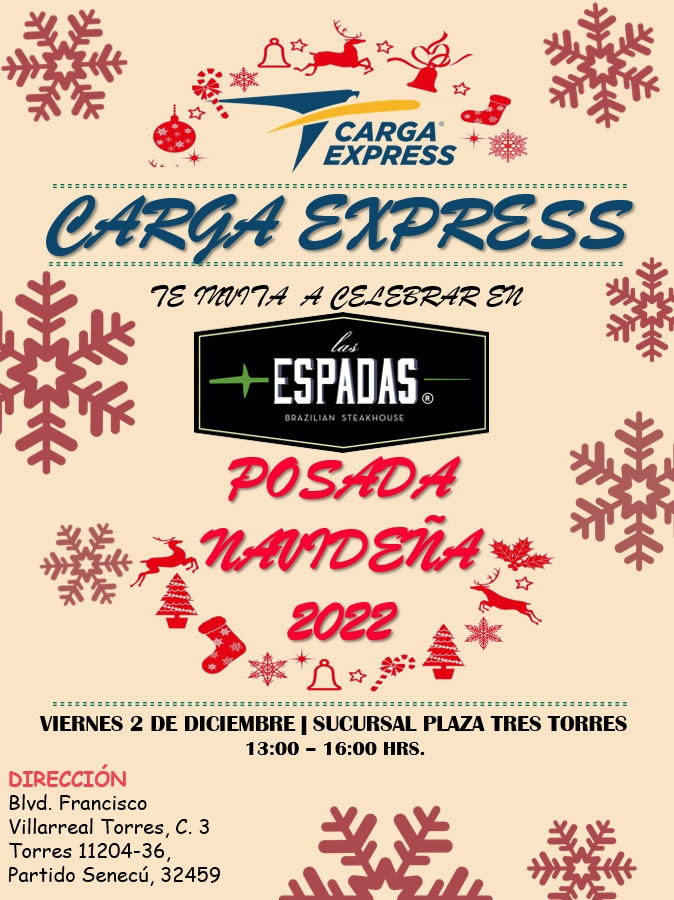 CARGA®
EXPRESS
CARGA EXPRESS
TE INVITA A CELEBRAR EN
las
ESPADAS®
BRAZILIAN STEAKHOUSE
POSADA
NAVIDEÑA
2022
VIERNES 2 DE DICIEMBRE | SUCURSAL PLAZA TRES TORRES
13:00 – 16:00 HRS.
DIRECCIÓN
Blvd. Francisco
Villarreal Torres, C. 3
Torres 11204-36,
Partido Senecú, 32459